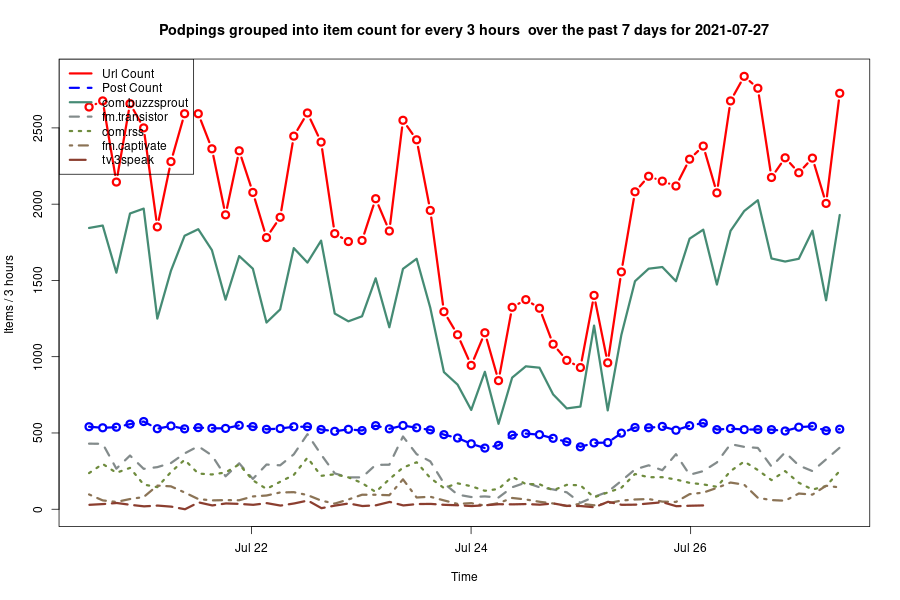 Podpings grouped into item count for every 3 hours  over the past 7 days for 2021-07-27
Url Count
Post Count
com.buzzsprout
fm.transistor
com.rss
fm.captivate
tv.3speak
Items / 3 hours
2500
2000
1500
1000
500
0
Jul 22
Jul 24
Jul 26
Time